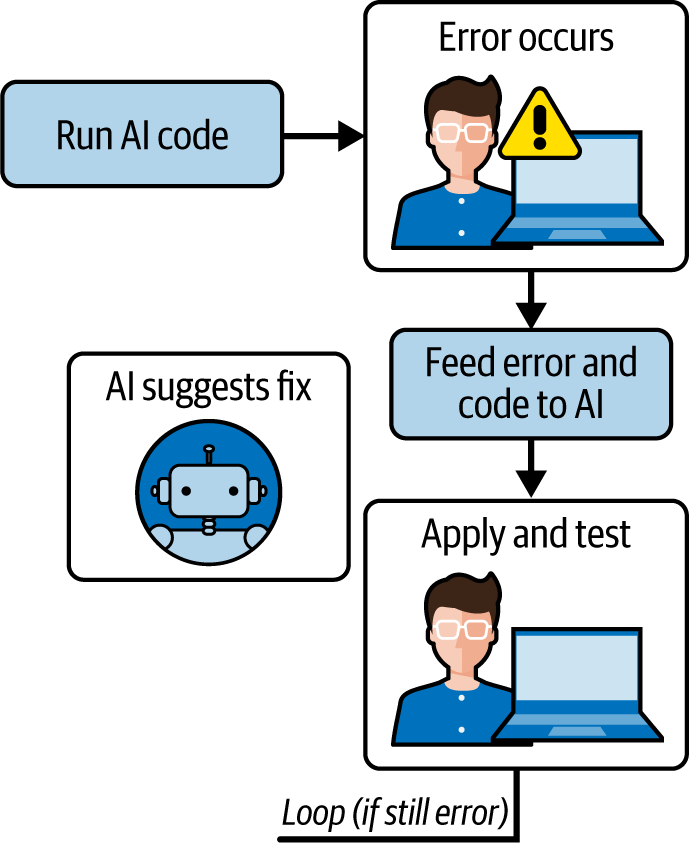 Error occurs
Run AI code
Feed error and
code to AI
AI suggests fix
Apply and test
Loop (if still error)